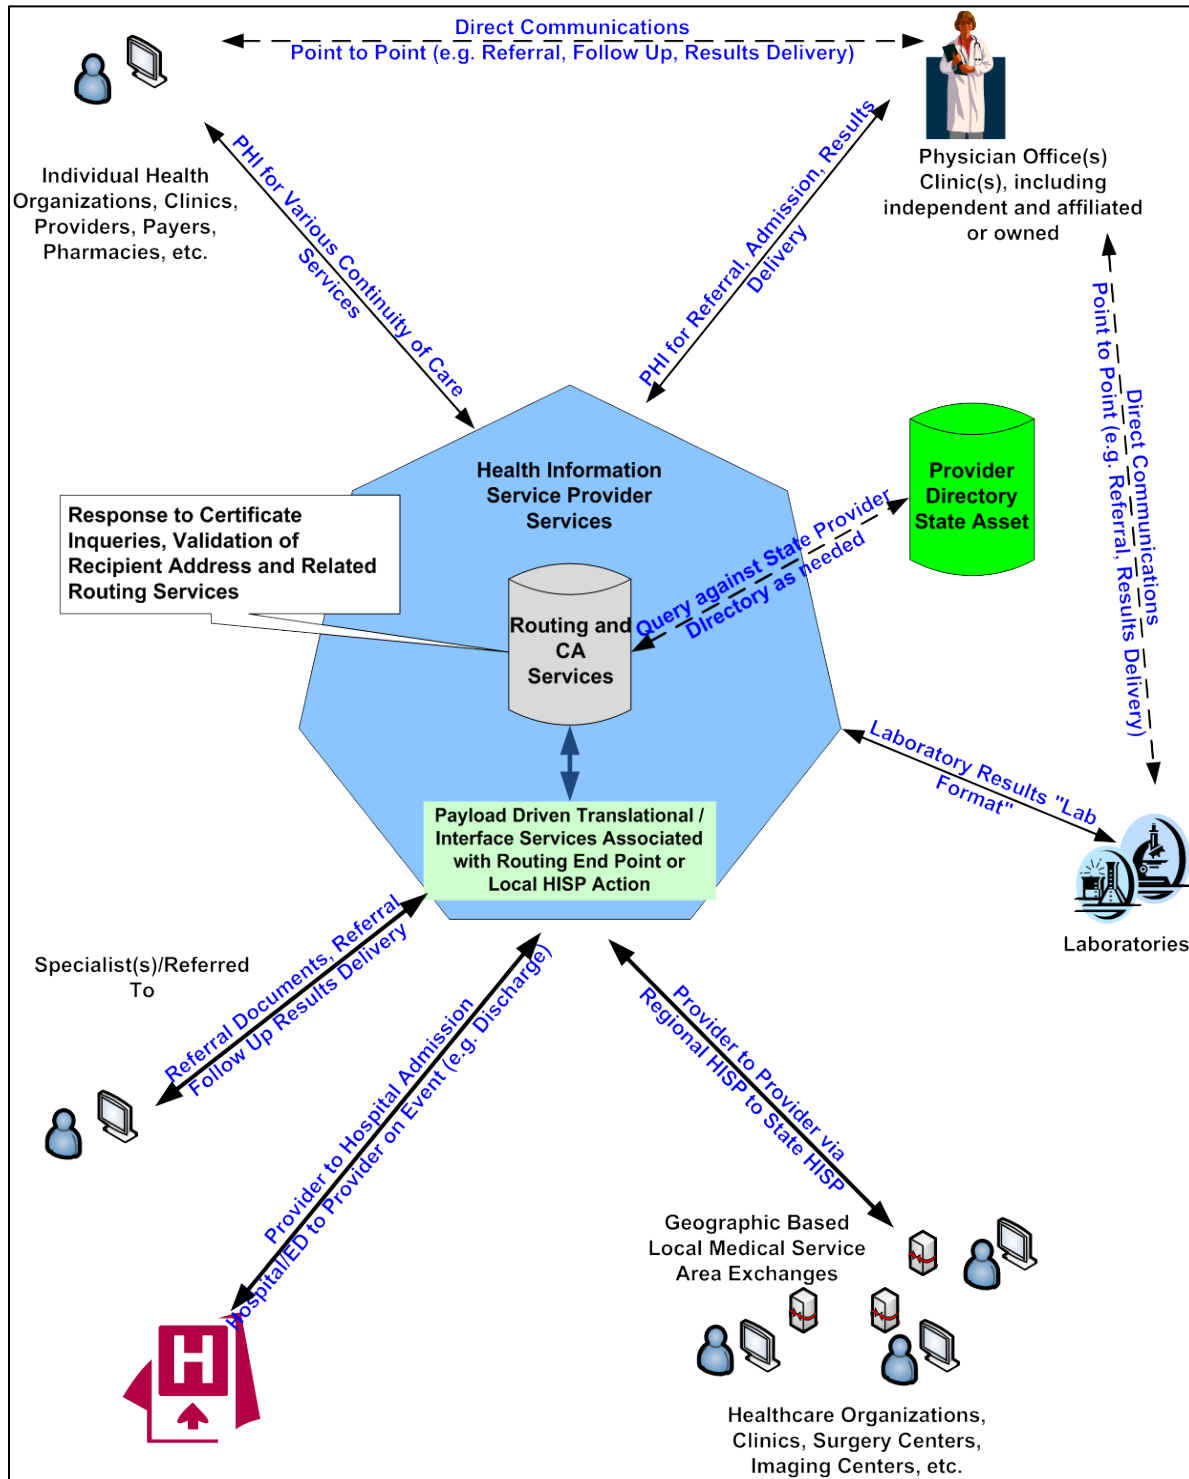 Direct Communications
Point to Point (e.g. Referral, Follow Up, Results Delivery)
Individual Health
Organizations, Clinics,
Providers, Payers,
Pharmacies, etc.
PHI for Various Continuity of Care
Services
PHI for Referral, Admission, Results
Delivery
Physician Office(s)
Clinic(s), including
independent and affiliated
or owned
Direct Communications
Point to Point (e.g. Referral, Results Delivery)
Health Information
Service Provider
Services
Provider
Directory
State Asset
Response to Certificate
Inqueries, Validation of
Recipient Address and Related
Routing Services
Query against State Provider
DIrectory as needed
Routing and
CA
Services
Laboratory Results "Lab
Format"
Payload Driven Translational /
Interface Services Associated
with Routing End Point or
Local HISP Action
Laboratories
Specialist(s)/Referred
To
Referral Documents, Referral
Follow Up Results Delivery
Provider to Hospital Admission
Hospital/ED to Provider on Event (e.g. Discharge)
Provider to Provider via
Regional HISP to State HISP
Geographic Based
Local Medical Service
Area Exchanges
H
Healthcare Organizations,
Clinics, Surgery Centers,
Imaging Centers, etc.